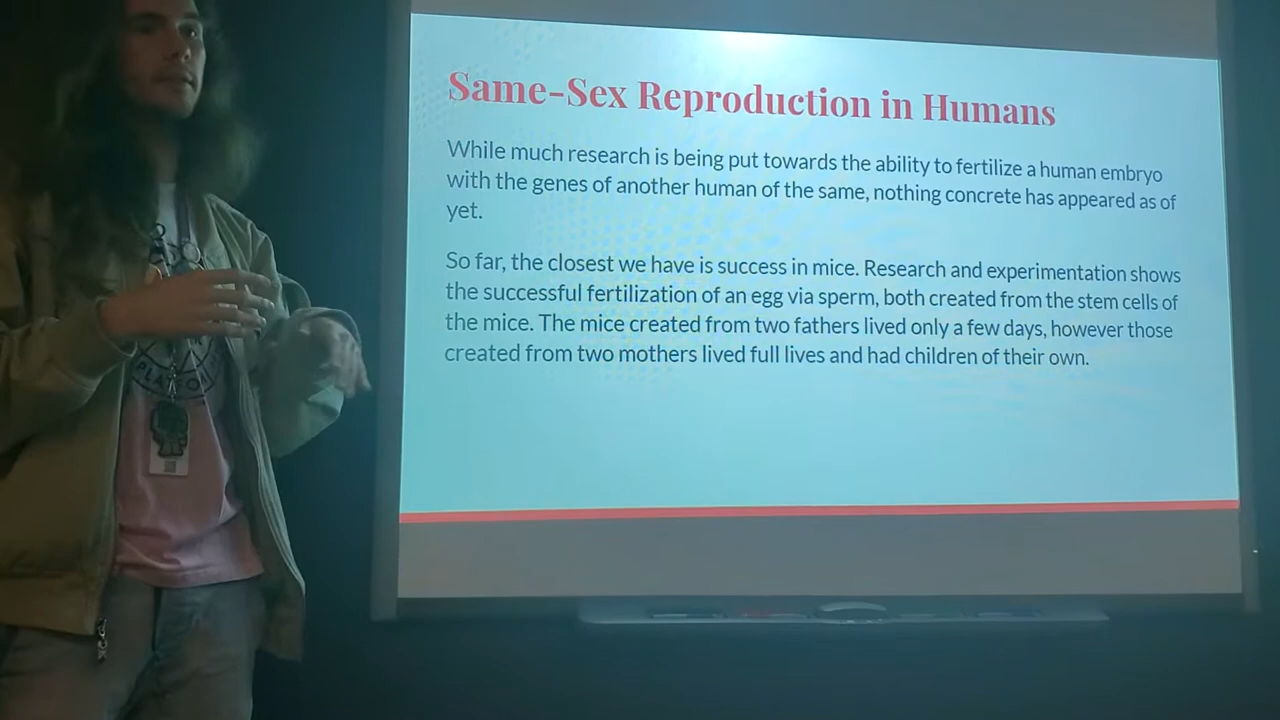 Same-Sex Reproduction in Humans
While much research is being put towards the ability to fertilize a human embryo
with the genes of another human of the same, nothing concrete has appeared as of
yet.
So far, the closest we have is success in mice. Research and experimentation shows
the successful fertilization of an egg via sperm, both created from the stem cells of
the mice. The mice created from two fathers lived only a few days, however those
created from two mothers lived full lives and had children of their own.